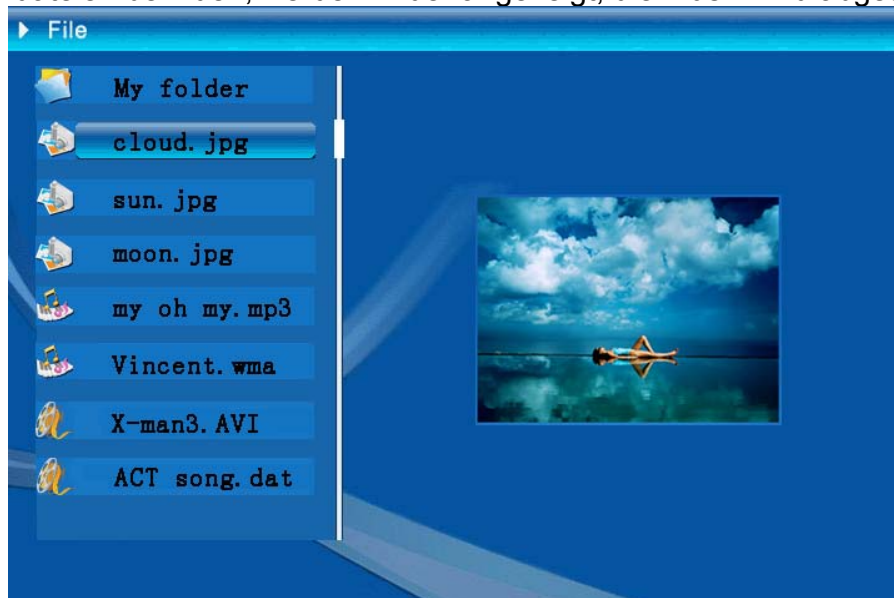 File
My folder
cloud.jpg
sun.jpg
moon.jpg
my oh my.mp3
Vincent.wma
X-man3.AVI
ACT song.dat